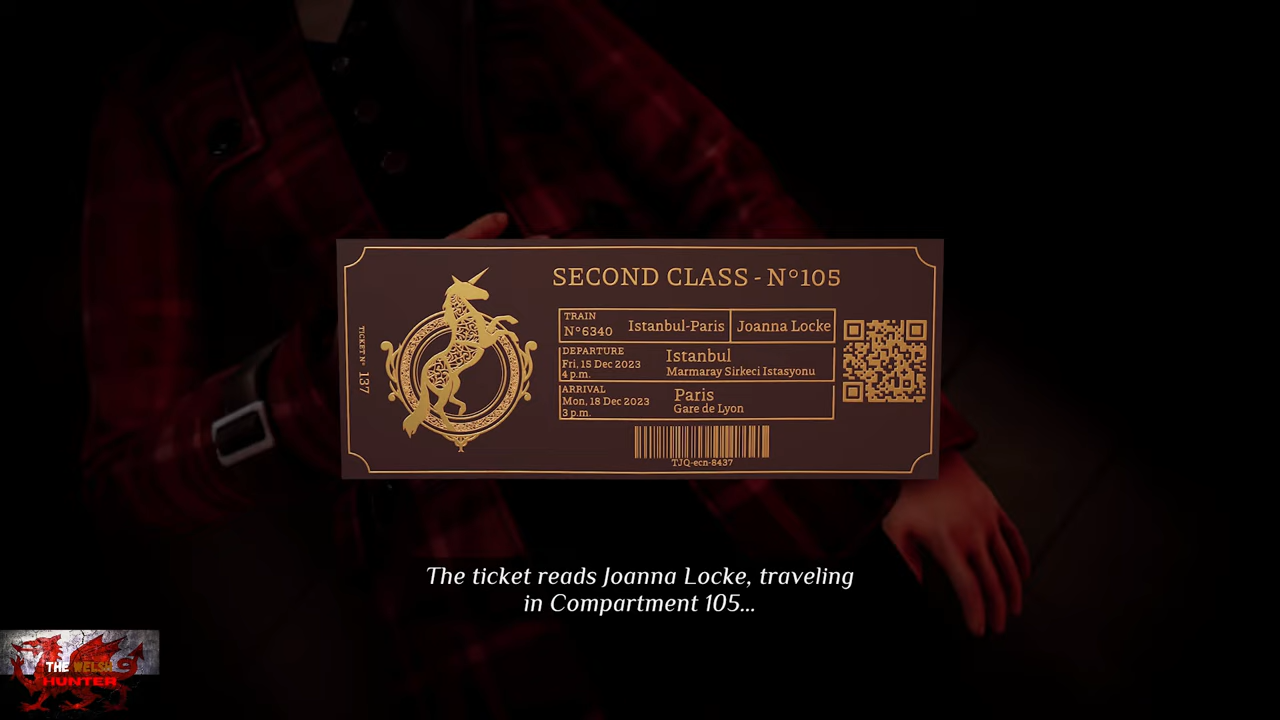 SECOND CLASS - N°105
TRAIN
N°6340 Istanbul-Paris Joanna Locke
DEPARTURE
Fri, 15 Dec 2023
4 p.m.
Istanbul
Marmaray Sirkeci Istasyonu
ARRIVAL
Mon, 18 Dec 2023
3 p.m.
Paris
Gare de Lyon
TJQ-ecn-8437
TICKET N° 137
The ticket reads Joanna Locke, traveling
in Compartment 105...
THE WELSH
HUNTER